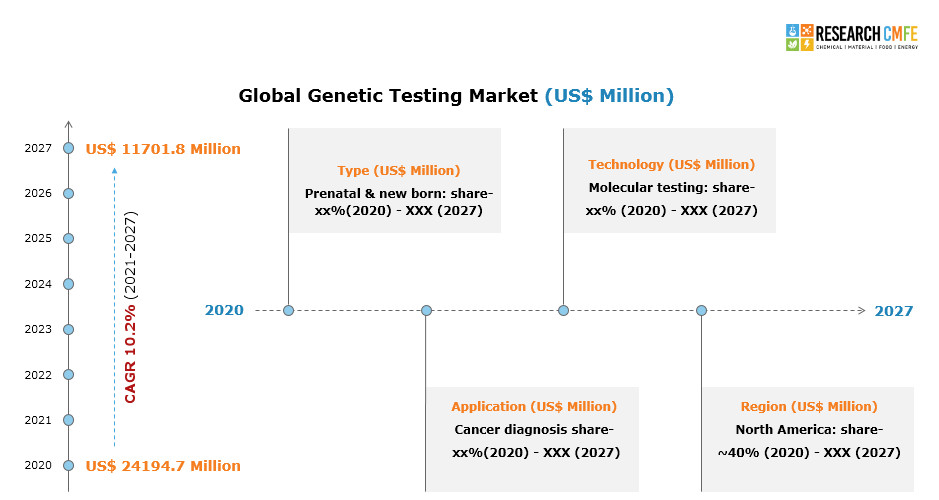 RESEARCH CMFE
CHEMICAL | MATERIAL | FOOD | ENERGY
Global Genetic Testing Market (US$ Million)
2027
US$ 11701.8 Million
2026
2025
2024
2023
2022
2021
2020
US$ 24194.7 Million
CAGR 10.2% (2021-2027)
Type (US$ Million)
Prenatal & new born: share-
xx%(2020) - XXX (2027)
Technology (US$ Million)
Molecular testing: share-
xx% (2020) - XXX (2027)
2020
2027
Application (US$ Million)
Cancer diagnosis share-
xx%(2020) - XXX (2027)
Region (US$ Million)
North America: share-
~40% (2020) - XXX (2027)